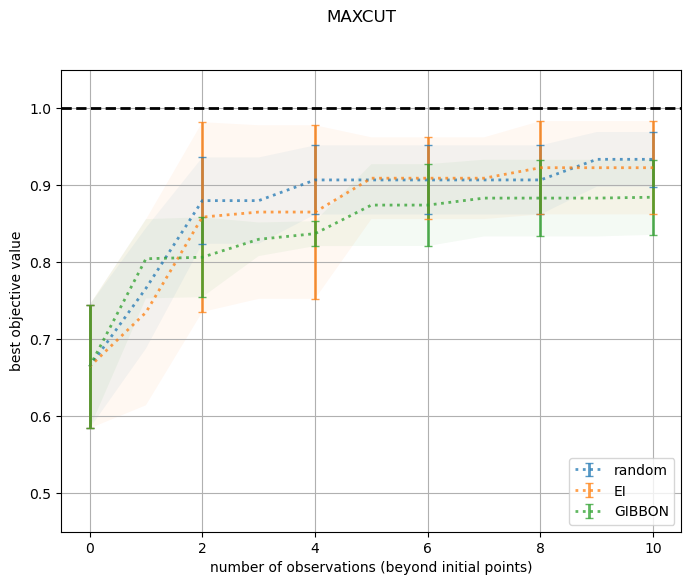 MAXCUT
best objective value
1.0
0.9
0.8
0.7
0.6
0.5
random
EI
GIBBON
0 2 4 6 8 10
number of observations (beyond initial points)